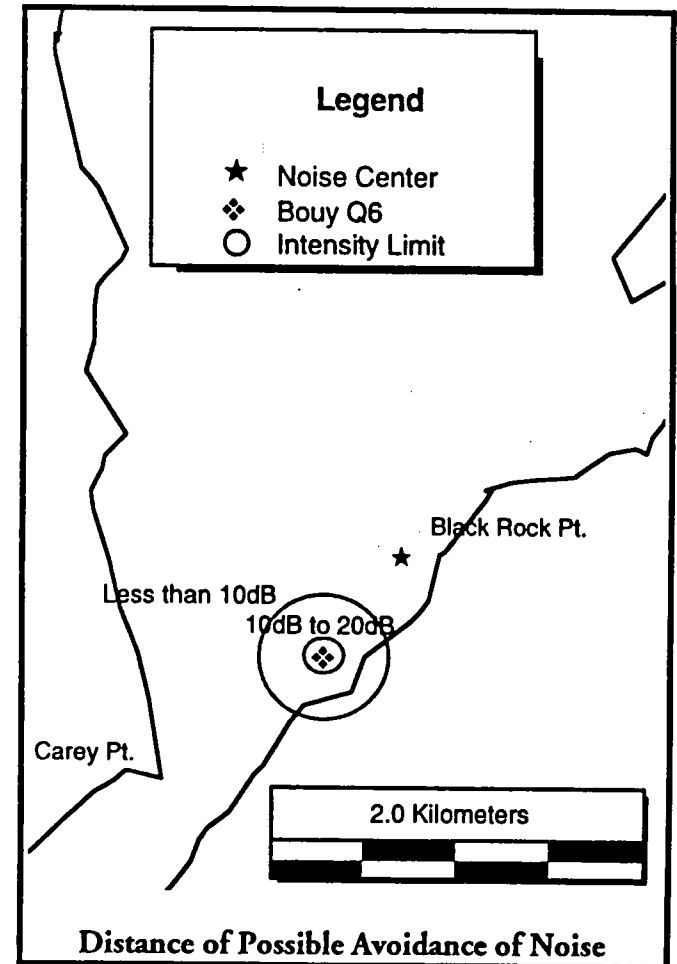 Legend
Noise Center
Bouy Q6
Intensity Limit
Black Rock Pt.
Less than 10dB
10dB to 20dB
Carey Pt.
2.0 Kilometers
Distance of Possible Avoidance of Noise